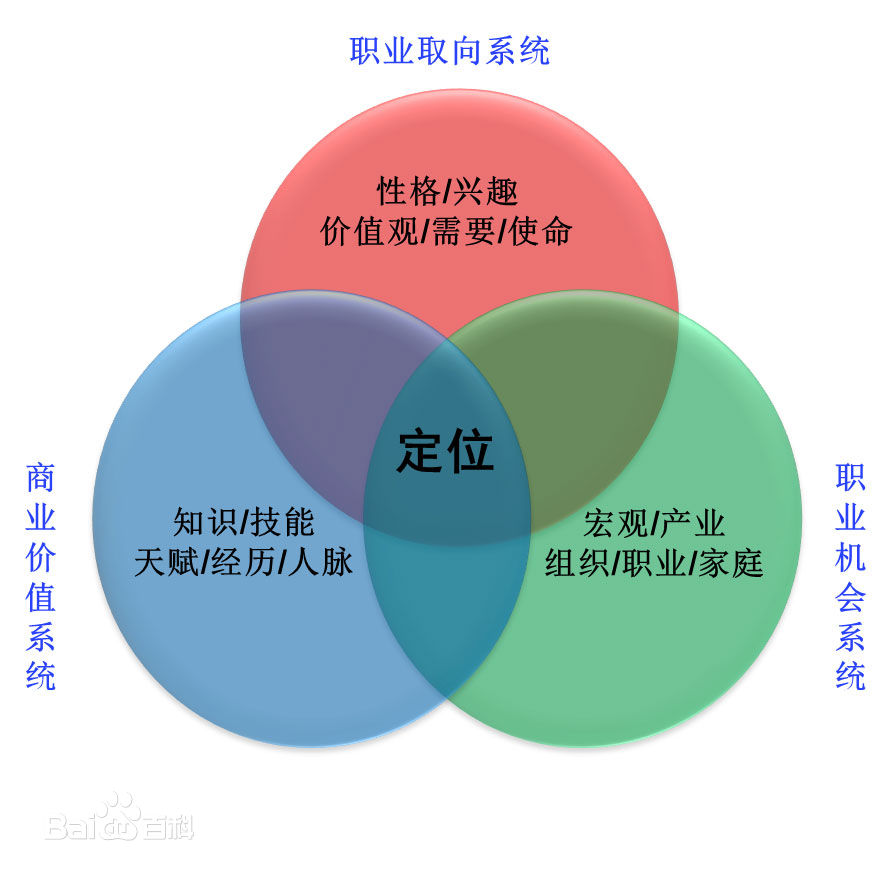 职业取向系统
性格/兴趣
价值观/需要/使命
定位
商业价值系统
知识/技能
天赋/经历/人脉
宏观/产业
组织/职业/家庭
职业机会系统
Baidu百科